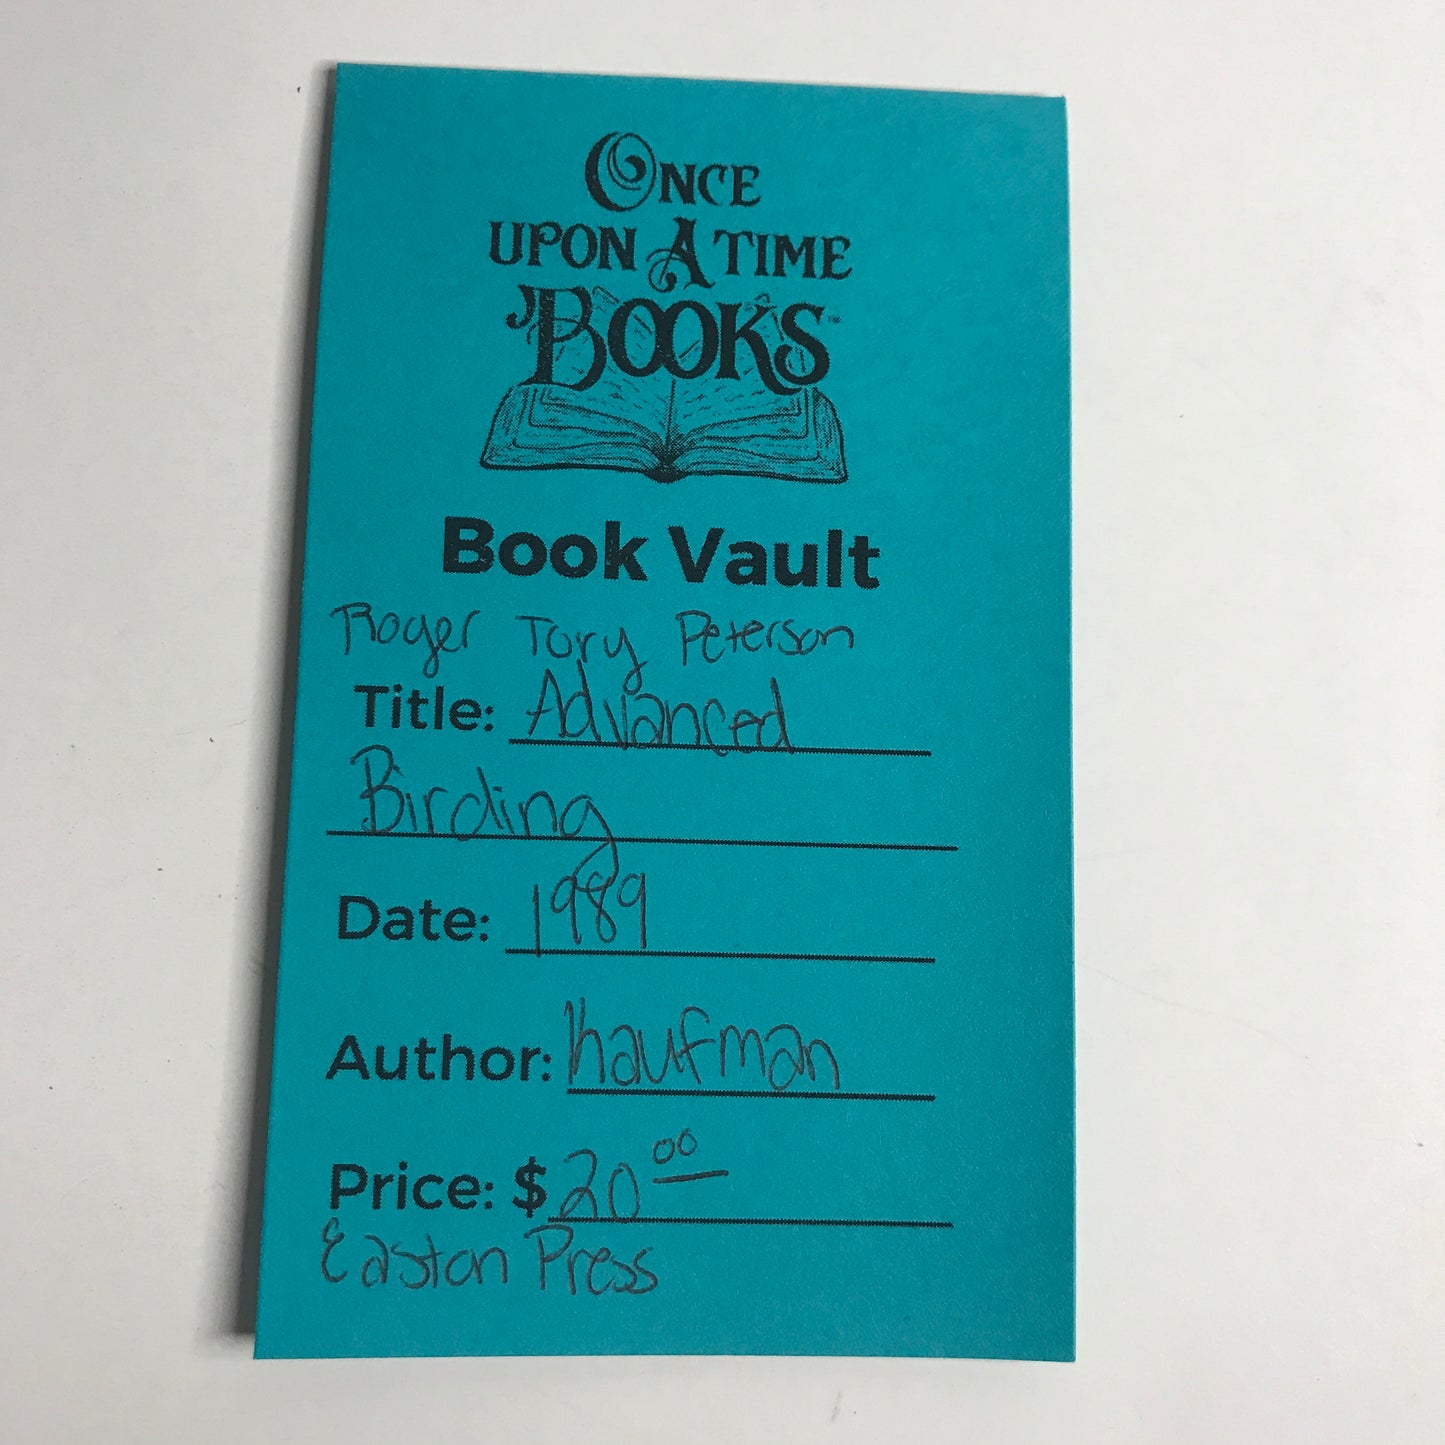 ONCE
UPON A TIME
BOOKS™
Book Vault
Roger Tory Peterson
Title: Advanced
Birding
Date: 1989
Author: Kaufman
Price: $20.00
Easton Press